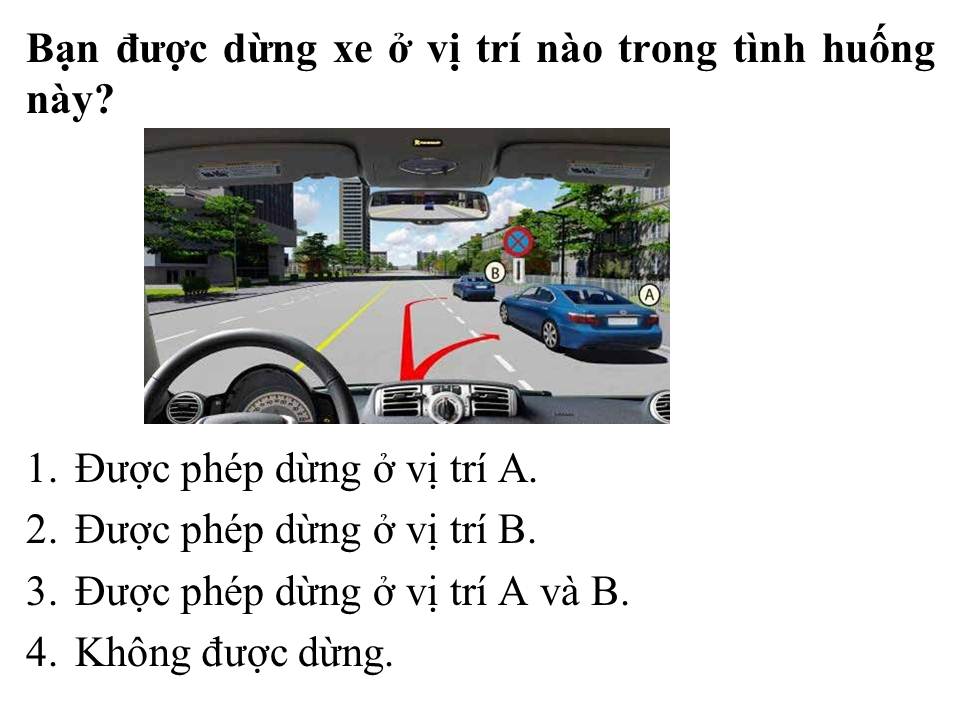 Bạn được dừng xe ở vị trí nào trong tình huống
này?
B
A
1. Được phép dừng ở vị trí A.
2. Được phép dừng ở vị trí B.
3. Được phép dừng ở vị trí A và B.
4. Không được dừng.